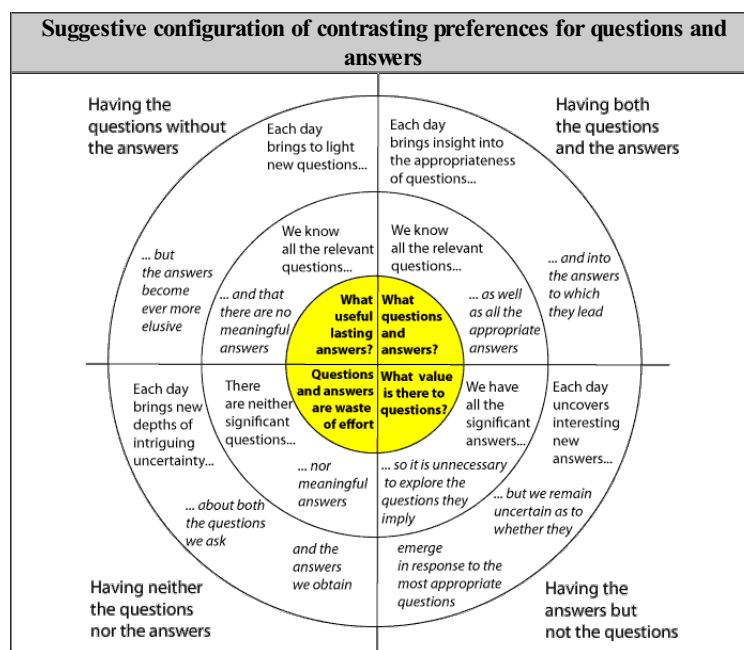 Suggestive configuration of contrasting preferences for questions and
answers
Having the
questions without
the answers
Each day
brings to light
new questions...
... but
the answers
become
ever more
elusive
We know
all the relevant
questions...
... and that
there are no
meaningful
answers
What
useful
lasting
answers?
Having both
the questions
and the answers
Each day
brings insight into
the appropriateness
of questions...
... and into
the answers
to which
they lead
We know
all the relevant
questions...
... as well
as all the
appropriate
answers
What
questions
and
answers?
Questions
and answers
are waste
of effort
There
are neither
significant
questions...
... nor
meaningful
answers
Each day
brings new
depths of
intriguing
uncertainty...
... about both
the questions
we ask
and the
answers
we obtain
Having neither
the questions
nor the answers
What value
is there to
questions?
We have
all the
significant
answers...
... so it is unnecessary
to explore the
questions they
imply
Each day
uncovers
interesting
new
answers...
... but we remain
uncertain as to
whether they
emerge
in response to the
most appropriate
questions
Having the
answers but
not the questions